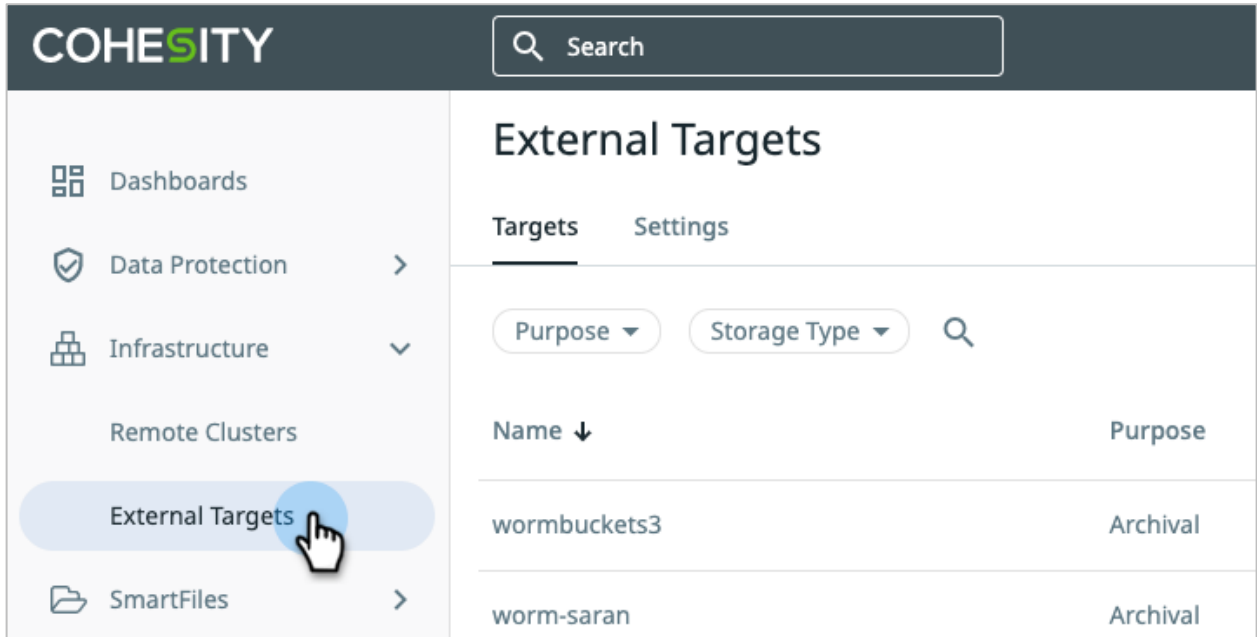 COHESITY
Search
Dashboards
Data Protection
Infrastructure
Remote Clusters
External Targets
SmartFiles
External Targets
Targets Settings
Purpose Storage Type
Name Purpose
wormbuckets3 Archival
worm-saran Archival